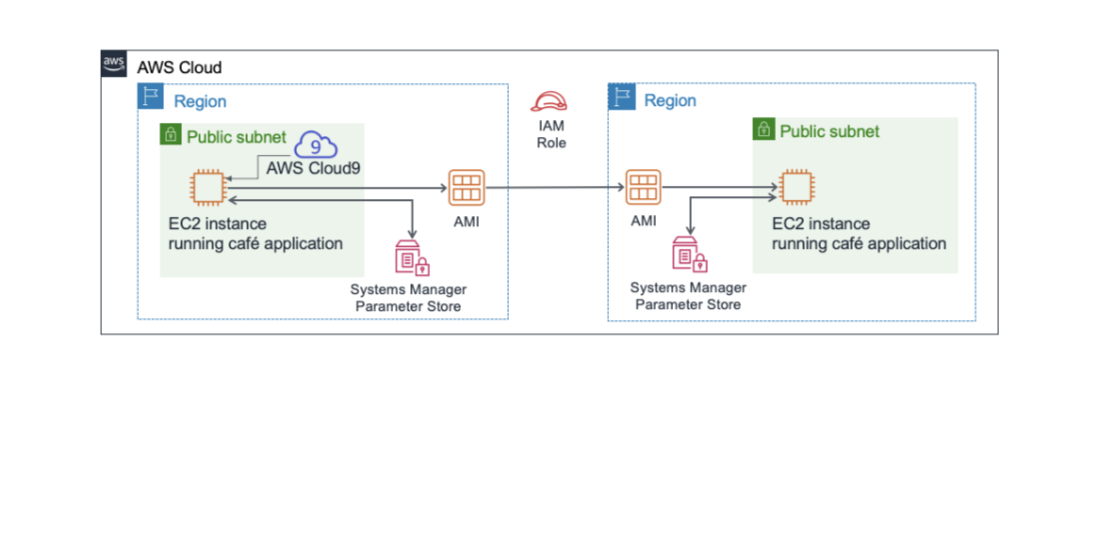 aws
AWS Cloud
Region
Public subnet
9
AWS Cloud9
EC2 instance
running café application
AMI
Systems Manager
Parameter Store
IAM
Role
Region
Public subnet
AMI
EC2 instance
running café application
Systems Manager
Parameter Store